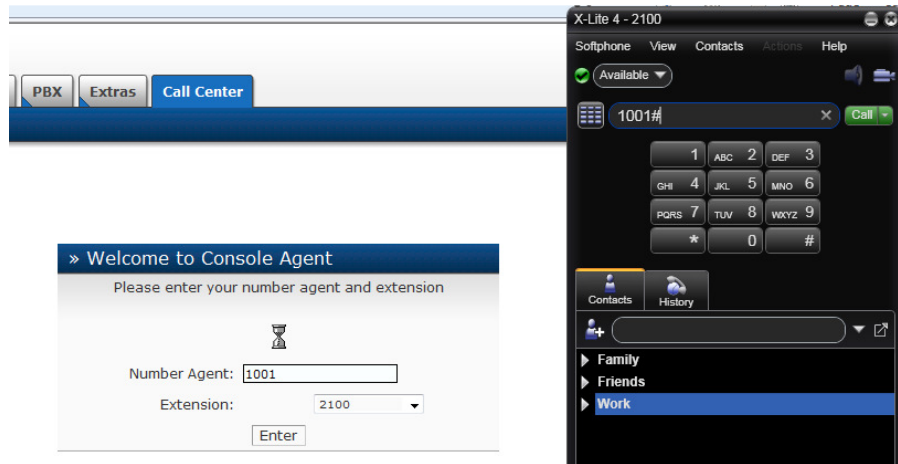 PBX
Extras
Call Center
» Welcome to Console Agent
Please enter your number agent and extension
Number Agent: 1001
Extension: 2100
Enter
X-Lite 4 - 2100
Softphone View Contacts Actions Help
Available
1001# Call
1 ABC 2 DEF 3
GHI 4 JKL 5 MNO 6
PQRS 7 TUV 8 WXYZ 9
* 0 #
Contacts History
Family
Friends
Work